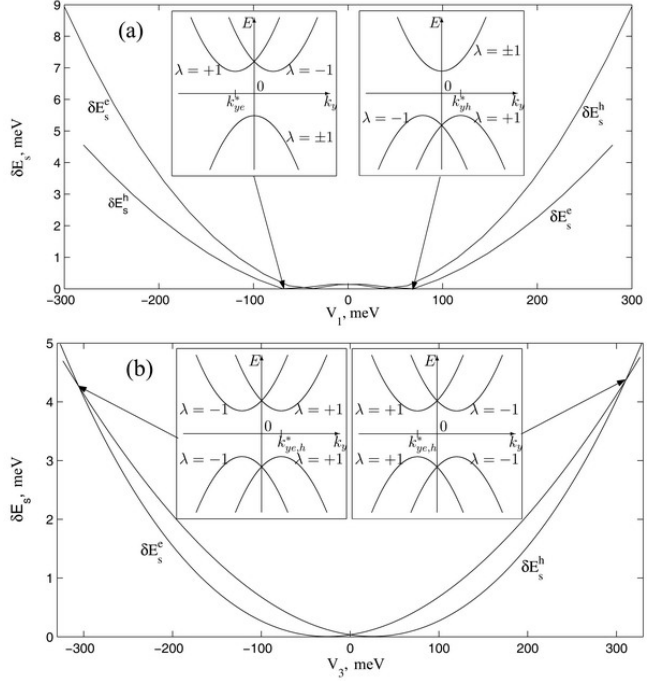 (a)
9
8
7
6
5
4
3
2
1
0
δE_s, meV
δE_s^e
δE_s^h
δE_s^h
δE_s^e
E
λ = +1
λ = −1
0
k*_ye
k_y
λ = ±1
E
λ = ±1
0
k*_yh
k_y
λ = −1
λ = +1
−300 −200 −100 0 100 200 300
V_1, meV
(b)
5
4
3
2
1
0
δE_s, meV
E
λ = −1
λ = +1
0
k*_ye,h
k_y
λ = −1
λ = +1
E
λ = +1
λ = −1
0
k*_ye,h
k_y
λ = +1
λ = −1
δE_s^e
δE_s^h
−300 −200 −100 0 100 200 300
V_3, meV